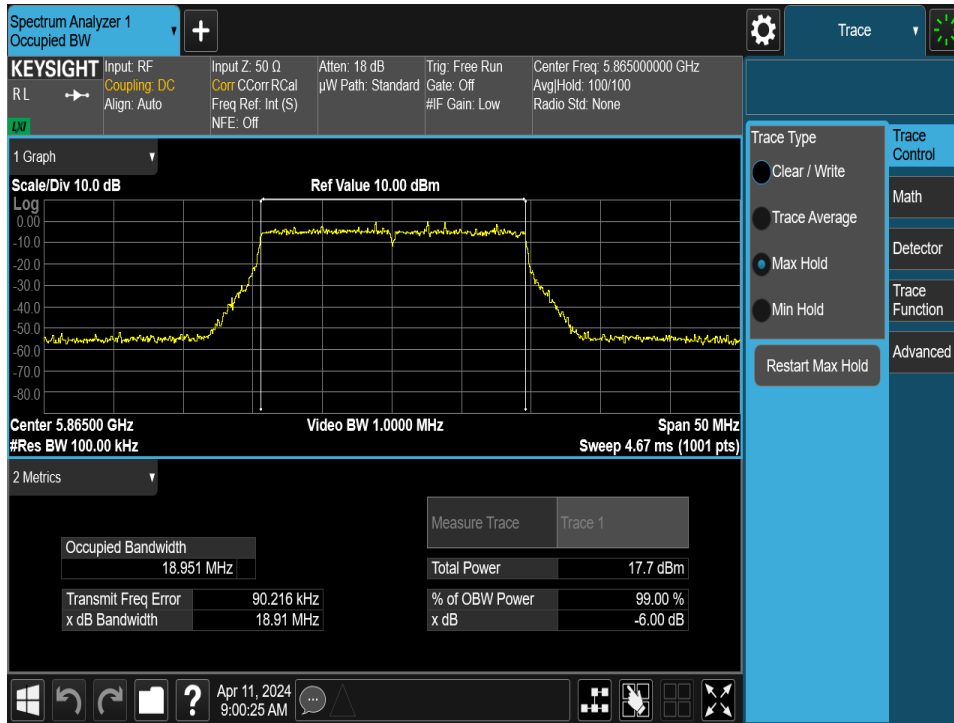 Spectrum Analyzer 1
Occupied BW
+
Trace
KEYSIGHT
R L
LXI
Input: RF
Coupling: DC
Align: Auto
Input Z: 50 Ω
Corr CCorr RCal
Freq Ref: Int (S)
NFE: Off
Atten: 18 dB
µW Path: Standard
Trig: Free Run
Gate: Off
#IF Gain: Low
Center Freq: 5.865000000 GHz
Avg|Hold: 100/100
Radio Std: None
1 Graph
Scale/Div 10.0 dB
Ref Value 10.00 dBm
Log
0.00
-10.0
-20.0
-30.0
-40.0
-50.0
-60.0
-70.0
-80.0
Center 5.86500 GHz
Video BW 1.0000 MHz
Span 50 MHz
#Res BW 100.00 kHz
Sweep 4.67 ms (1001 pts)
2 Metrics
Measure Trace
Trace 1
Occupied Bandwidth
18.951 MHz
Total Power
17.7 dBm
Transmit Freq Error
90.216 kHz
% of OBW Power
99.00 %
x dB Bandwidth
18.91 MHz
x dB
-6.00 dB
Trace Type
Clear / Write
Trace Average
Max Hold
Min Hold
Restart Max Hold
Trace
Control
Math
Detector
Trace
Function
Advanced
?
Apr 11, 2024
9:00:25 AM